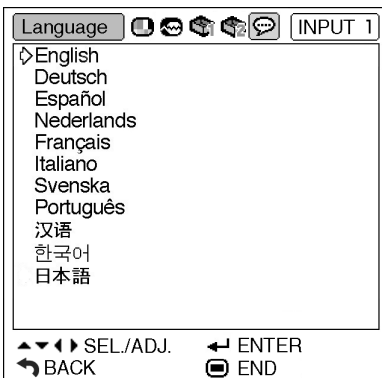 Language INPUT 1
English
Deutsch
Español
Nederlands
Français
Italiano
Svenska
Português
汉语
한국어
日本語
SEL./ADJ. ENTER
BACK END